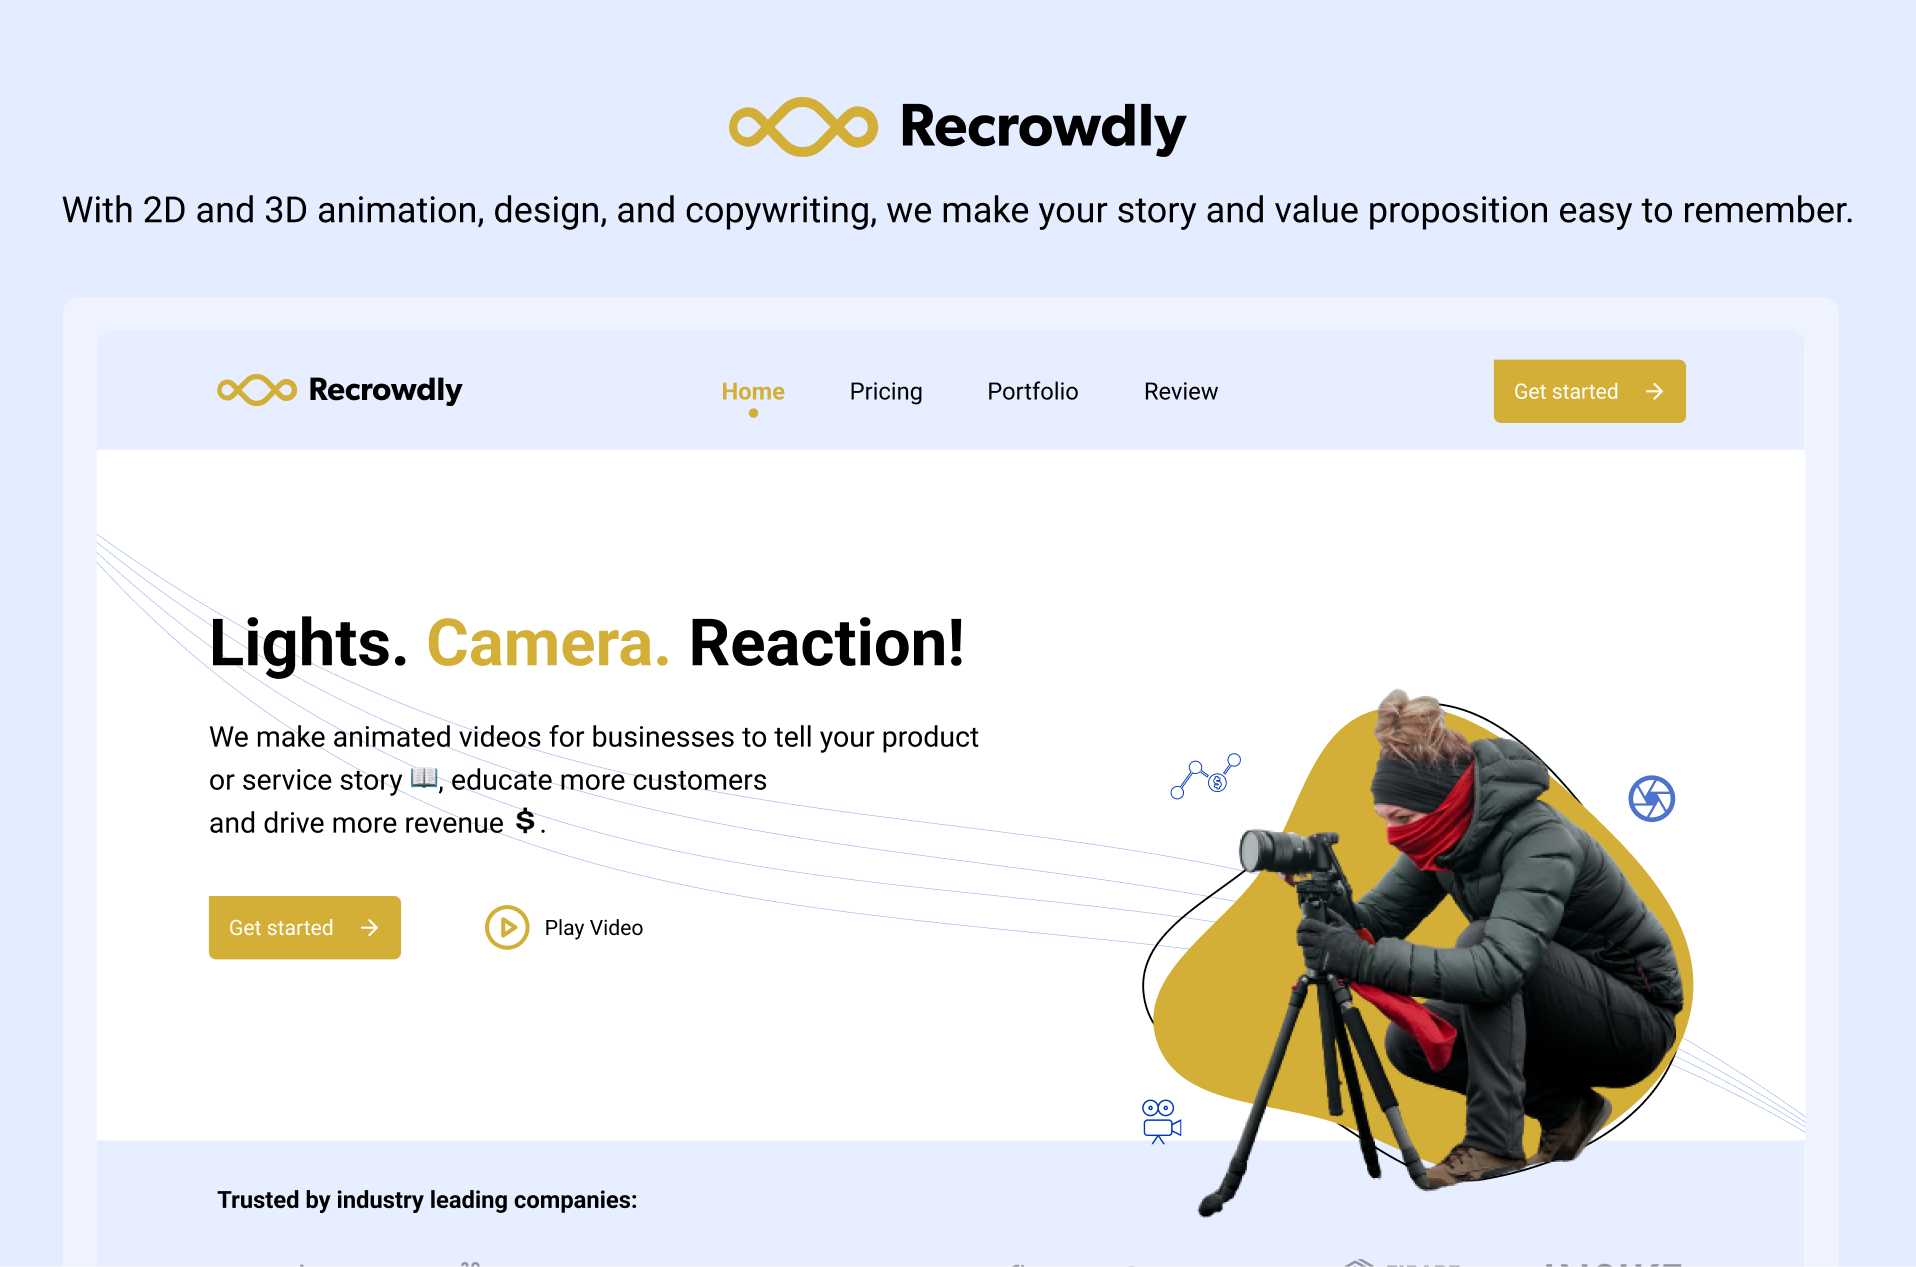 Recrowdly
With 2D and 3D animation, design, and copywriting, we make your story and value proposition easy to remember.
Recrowdly
Home
Pricing
Portfolio
Review
Get started →
Lights. Camera. Reaction!
We make animated videos for businesses to tell your product
or service story 📖, educate more customers
and drive more revenue $.
Get started →
Play Video
Trusted by industry leading companies: